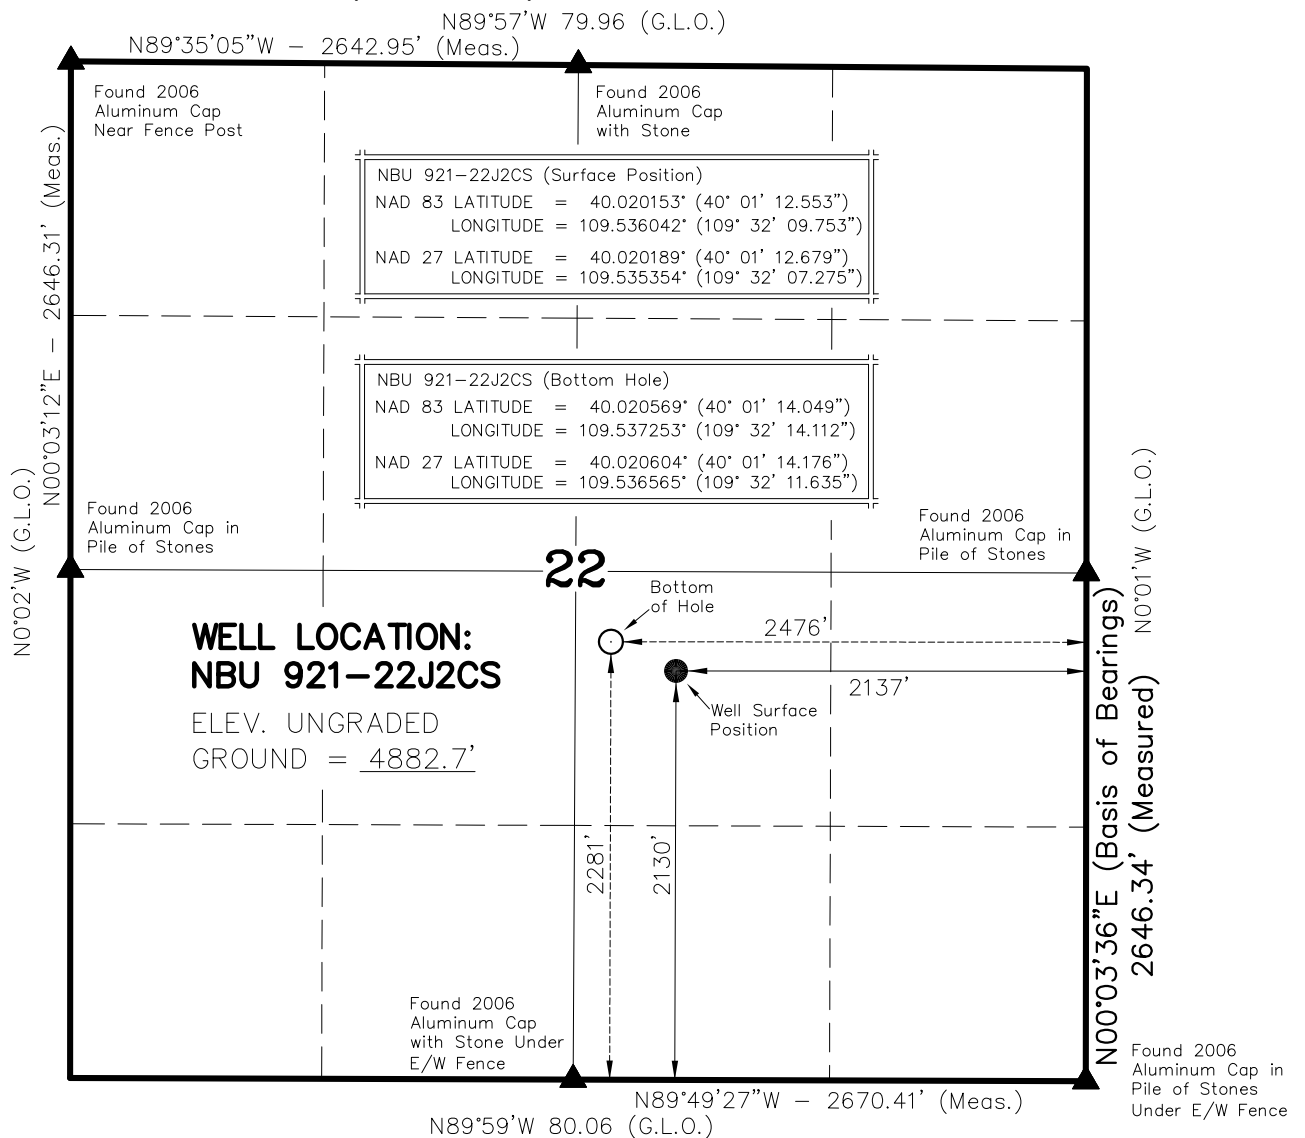 N89°57'W 79.96 (G.L.O.)
N89°35'05"W - 2642.95' (Meas.)
Found 2006
Aluminum Cap
Near Fence Post
Found 2006
Aluminum Cap
with Stone
NBU 921-22J2CS (Surface Position)
NAD 83 LATITUDE = 40.020153° (40° 01' 12.553")
LONGITUDE = 109.536042° (109° 32' 09.753")
NAD 27 LATITUDE = 40.020189° (40° 01' 12.679")
LONGITUDE = 109.535354° (109° 32' 07.275")
N00°03'12"E - 2646.31' (Meas.)
N0°02'W (G.L.O.)
NBU 921-22J2CS (Bottom Hole)
NAD 83 LATITUDE = 40.020569° (40° 01' 14.049")
LONGITUDE = 109.537253° (109° 32' 14.112")
NAD 27 LATITUDE = 40.020604° (40° 01' 14.176")
LONGITUDE = 109.536565° (109° 32' 11.635")
Found 2006
Aluminum Cap in
Pile of Stones
Found 2006
Aluminum Cap in
Pile of Stones
N0°01'W (G.L.O.)
22
Bottom
of Hole
2476'
WELL LOCATION:
NBU 921-22J2CS
2137'
Well Surface
Position
ELEV. UNGRADED
GROUND = 4882.7'
2281'
2130'
N00°03'36"E (Basis of Bearings)
2646.34' (Measured)
Found 2006
Aluminum Cap
with Stone Under
E/W Fence
Found 2006
Aluminum Cap in
Pile of Stones
Under E/W Fence
N89°49'27"W - 2670.41' (Meas.)
N89°59'W 80.06 (G.L.O.)